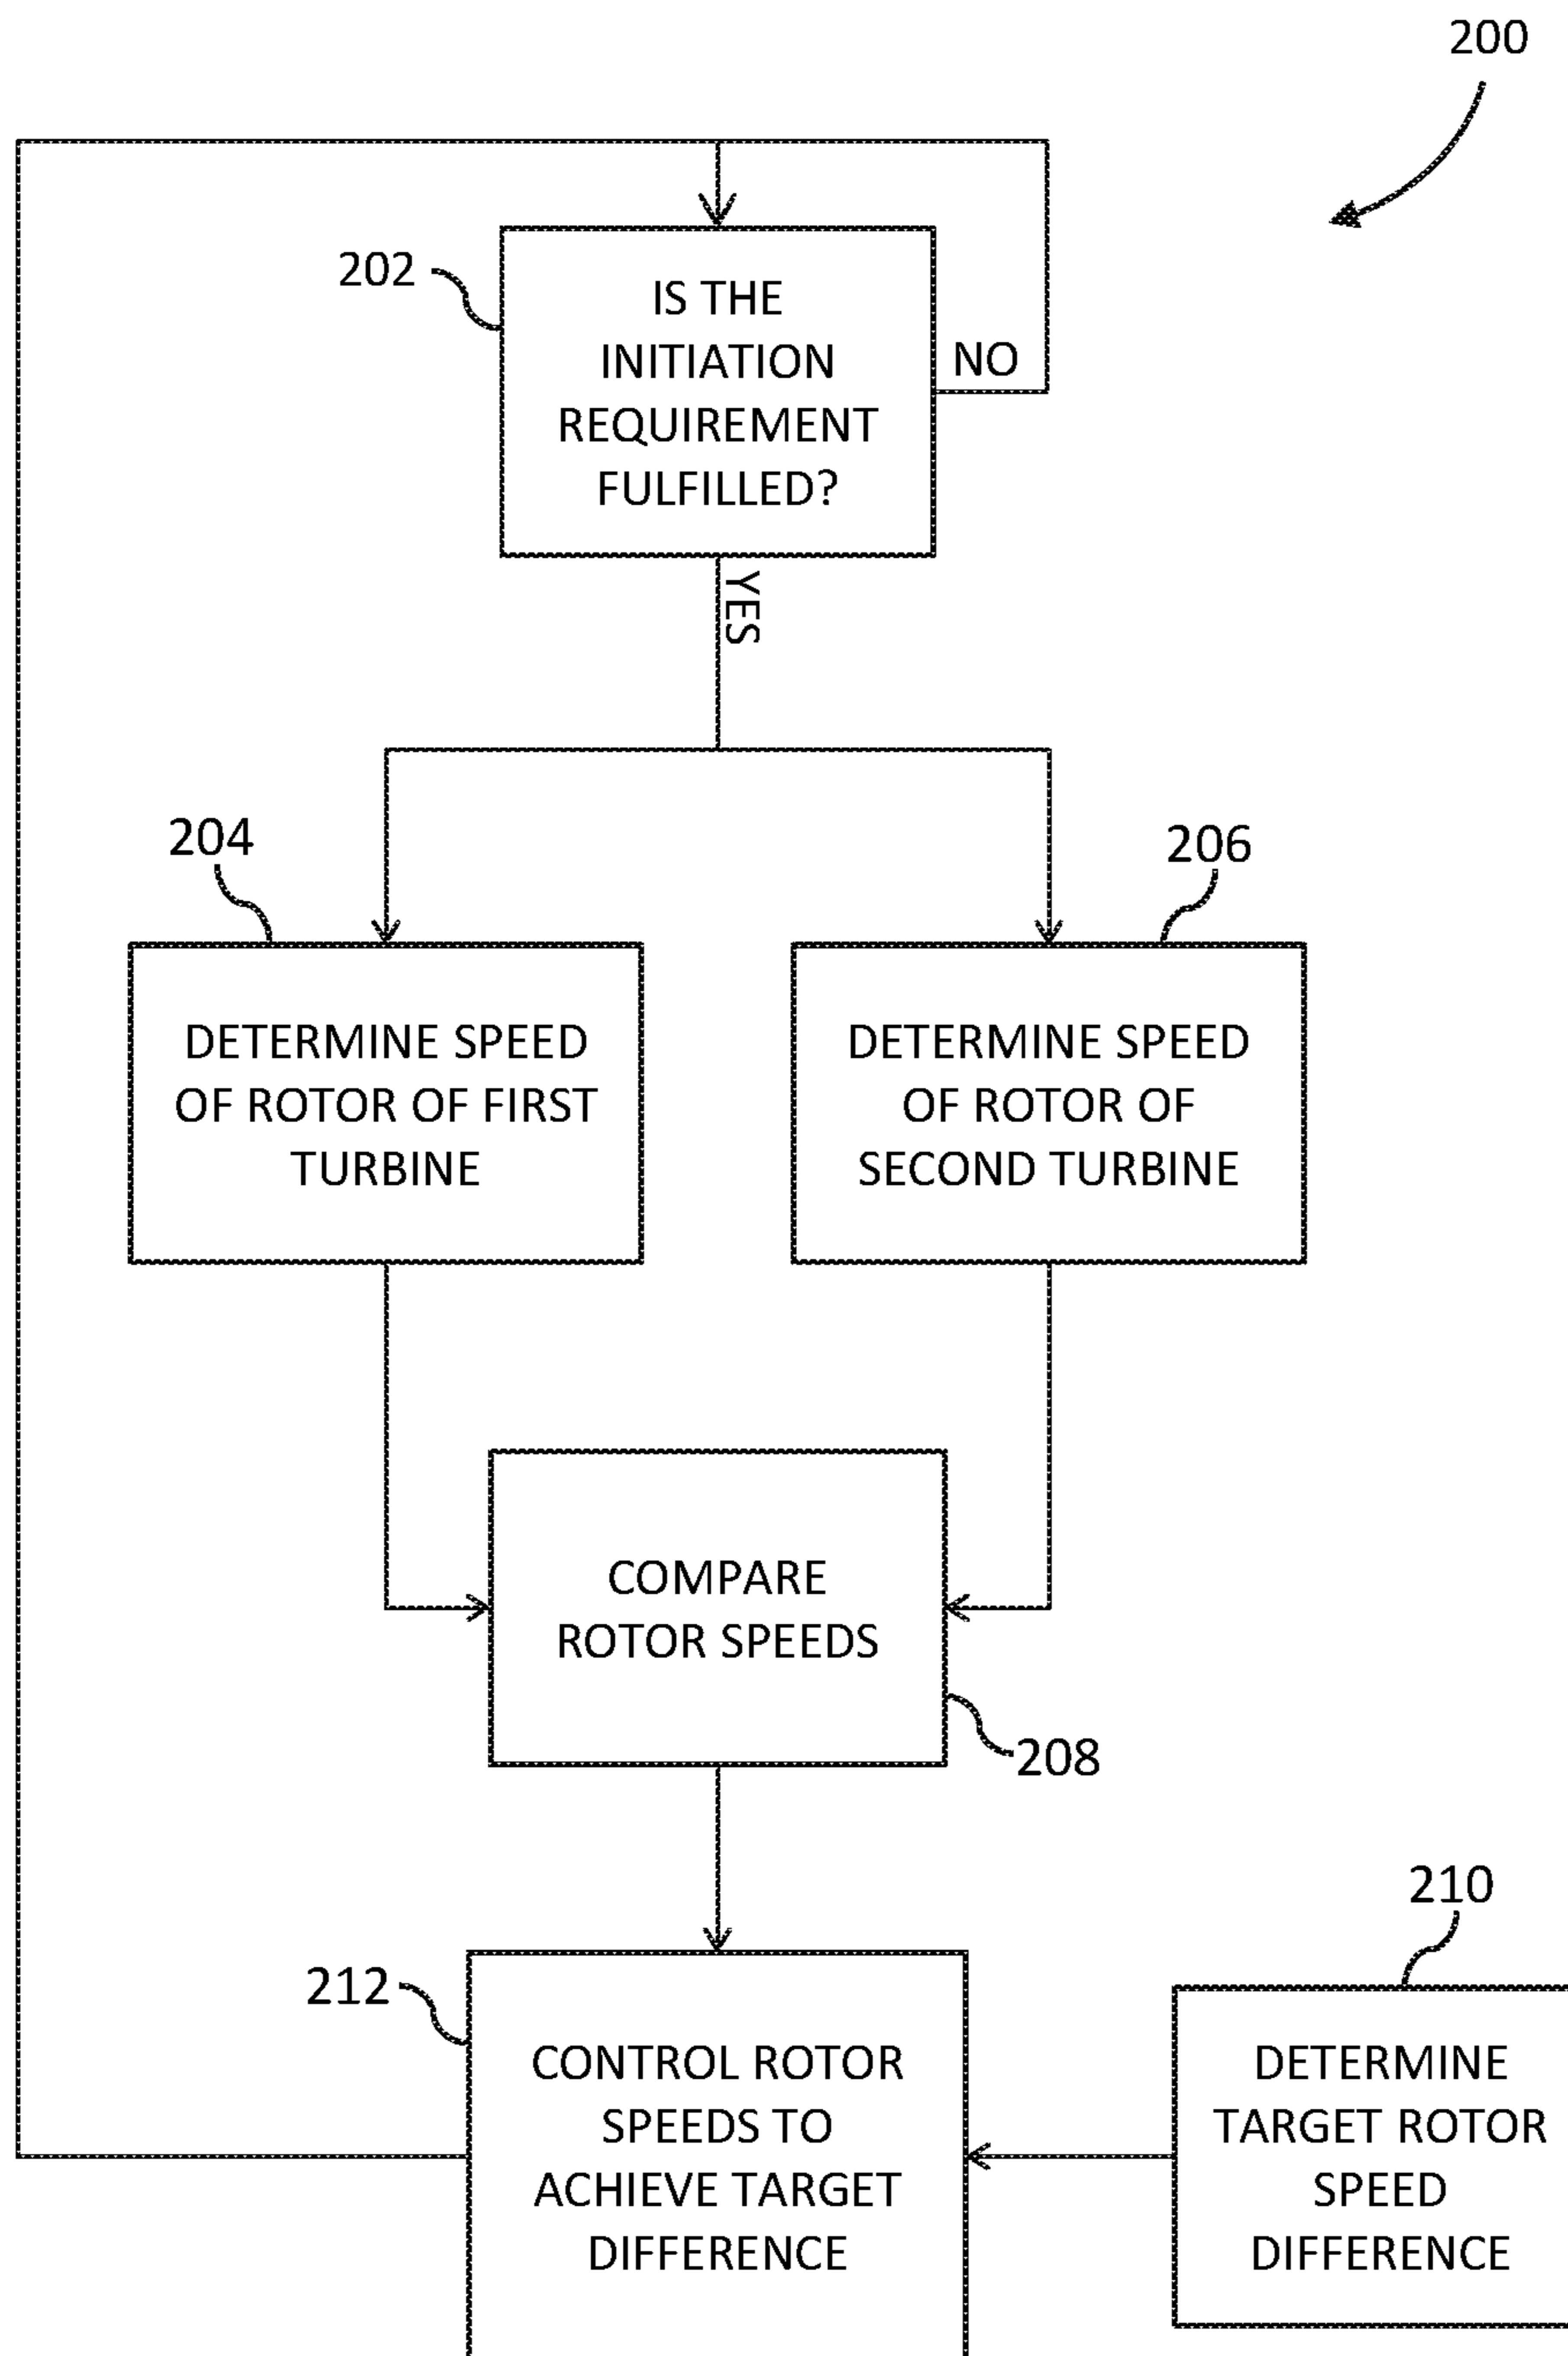 200
202
IS THE
INITIATION
REQUIREMENT
FULFILLED?
NO
YES
204
206
DETERMINE SPEED
OF ROTOR OF FIRST
TURBINE
DETERMINE SPEED
OF ROTOR OF
SECOND TURBINE
COMPARE
ROTOR SPEEDS
208
210
212
CONTROL ROTOR
SPEEDS TO
ACHIEVE TARGET
DIFFERENCE
DETERMINE
TARGET ROTOR
SPEED
DIFFERENCE